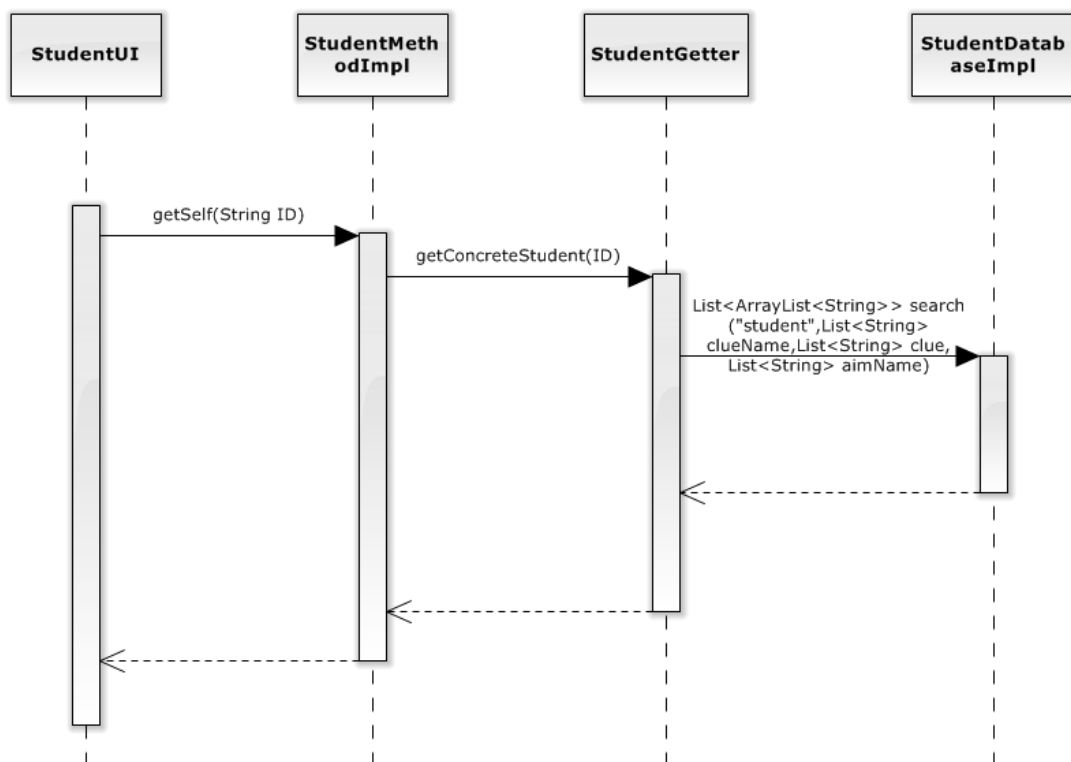 StudentUI
StudentMeth
odImpl
StudentGetter
StudentDatab
aseImpl
getSelf(String ID)
getConcreteStudent(ID)
List<ArrayList<String>> search
("student",List<String>
clueName,List<String> clue,
List<String> aimName)